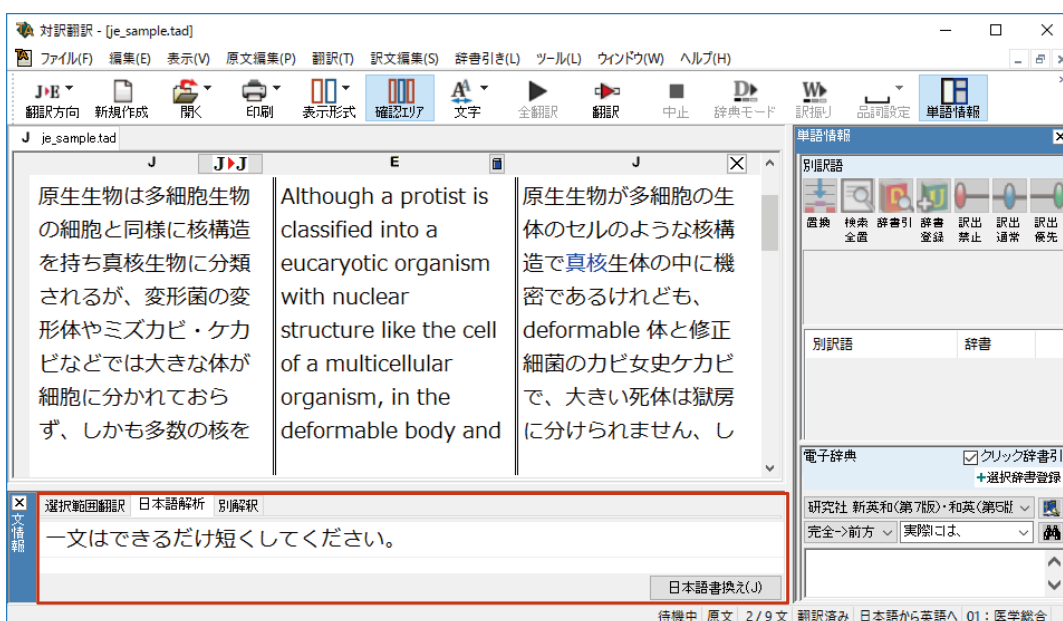 対訳翻訳 - [je_sample.tad]
ファイル(F) 編集(E) 表示(V) 原文編集(P) 翻訳(T) 訳文編集(S) 辞書引き(L) ツール(L) ウィンドウ(W) ヘルプ(H)
J▶E
翻訳方向 新規作成 開く 印刷 表示形式 確認エリア 文字 全翻訳 翻訳 中止 辞書モード 訳振り 品詞設定 単語情報
J je_sample.tad
J J▶J E J
原生生物は多細胞生物
の細胞と同様に核構造
を持ち真核生物に分類
されるが、変形菌の変
形体やミズカビ・ケカ
ビなどでは大きな体が
細胞に分かれておら
ず、しかも多数の核を
Although a protist is
classified into a
eucaryotic organism
with nuclear
structure like the cell
of a multicellular
organism, in the
deformable body and
原生生物が多細胞の生
体のセルのような核構
造で真核生体の中に機
密であるけれども、
deformable 体と修正
細菌のカビ女史ケカビ
で、大きい死体は獄房
に分けられません、し
単語情報
別訳語
置換 検索全置 辞書引 辞書登録 訳出禁止 訳出通常 訳出優先
別訳語 辞書
電子辞典 クリック辞書引
+選択辞書登録
研究社 新英和(第7版)・和英(第5版
完全->前方 実際には、
文情報
選択範囲翻訳 日本語解析 別解釈
一文はできるだけ短くしてください。
日本語書換え(J)
待機中 原文 2/9文 翻訳済み 日本語から英語へ 01：医学総合